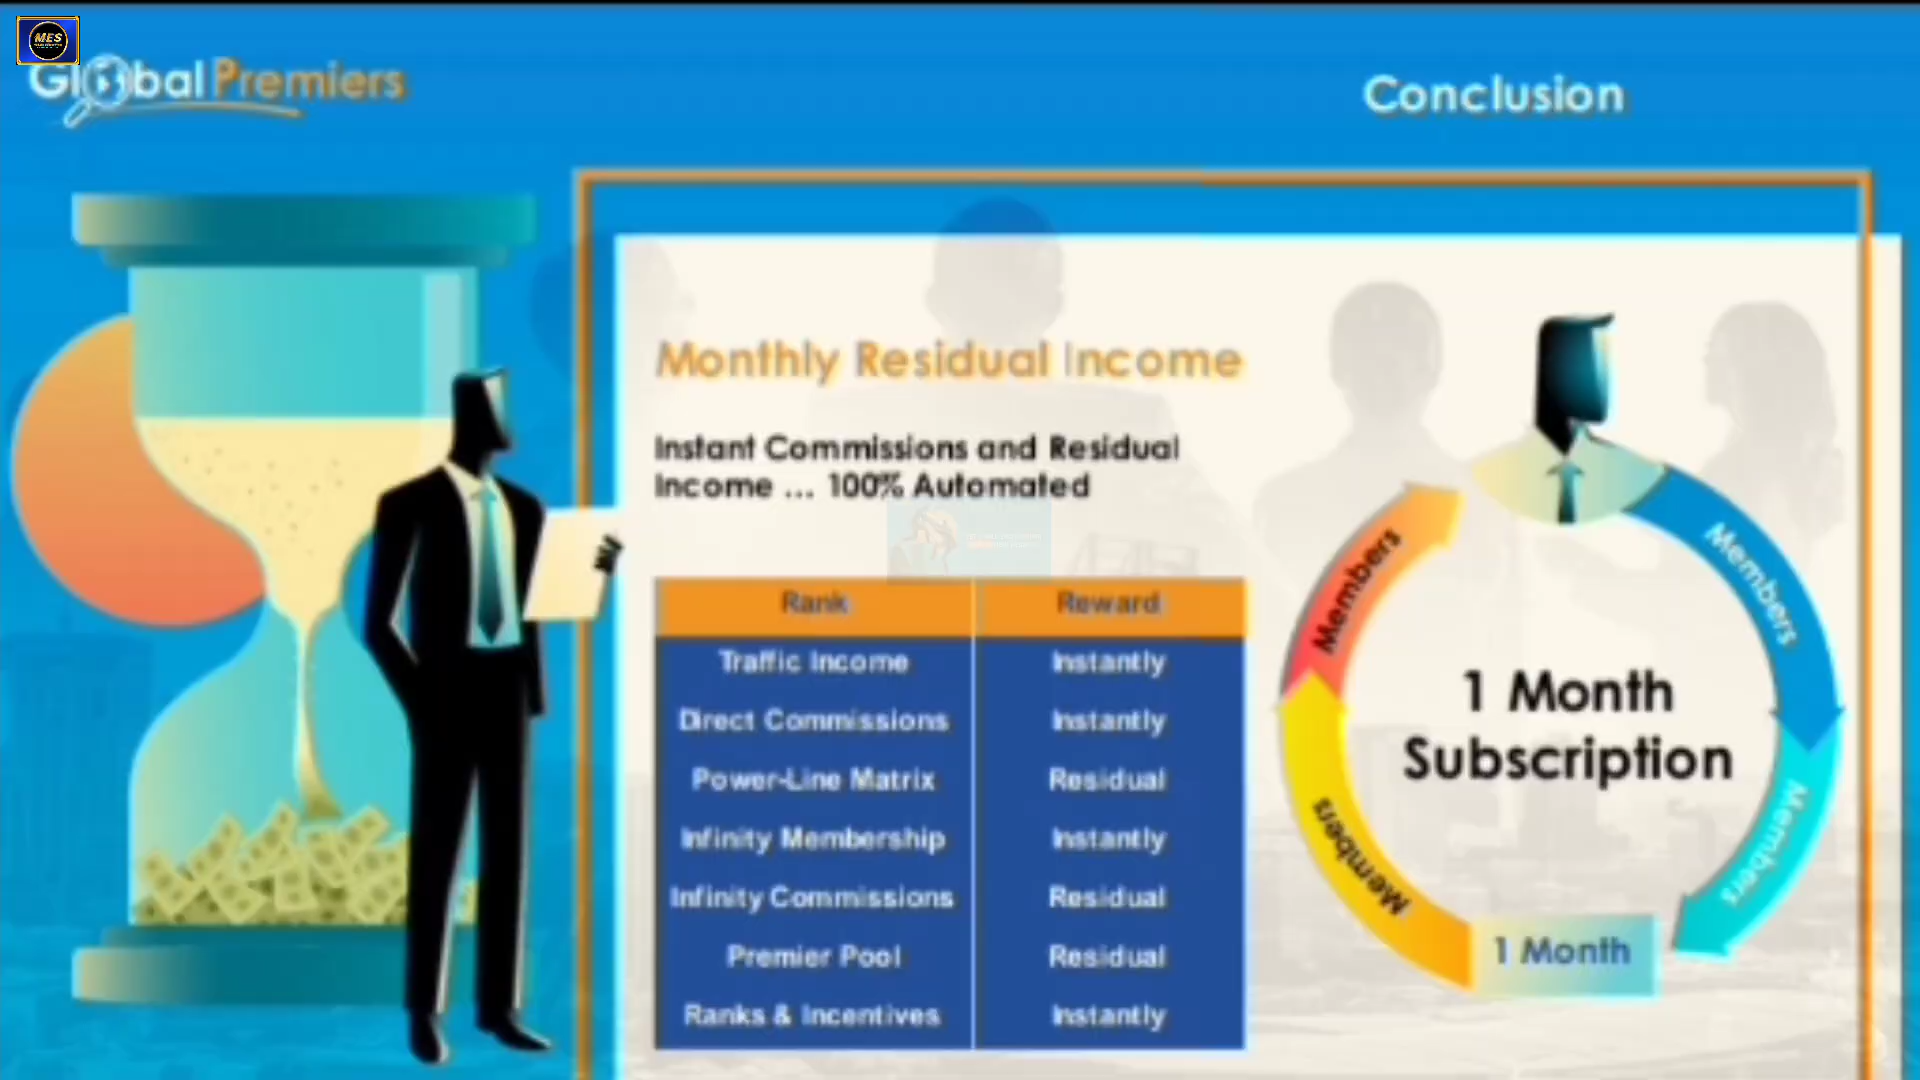 MES
Global Premiers
Conclusion
Monthly Residual Income
Instant Commissions and Residual
Income ... 100% Automated
Rank Reward
Traffic Income Instantly
Direct Commissions Instantly
Power-Line Matrix Residual
Infinity Membership Instantly
Infinity Commissions Residual
Premier Pool Residual
Ranks & Incentives Instantly
Members
Members
Members
Members
1 Month
Subscription
1 Month